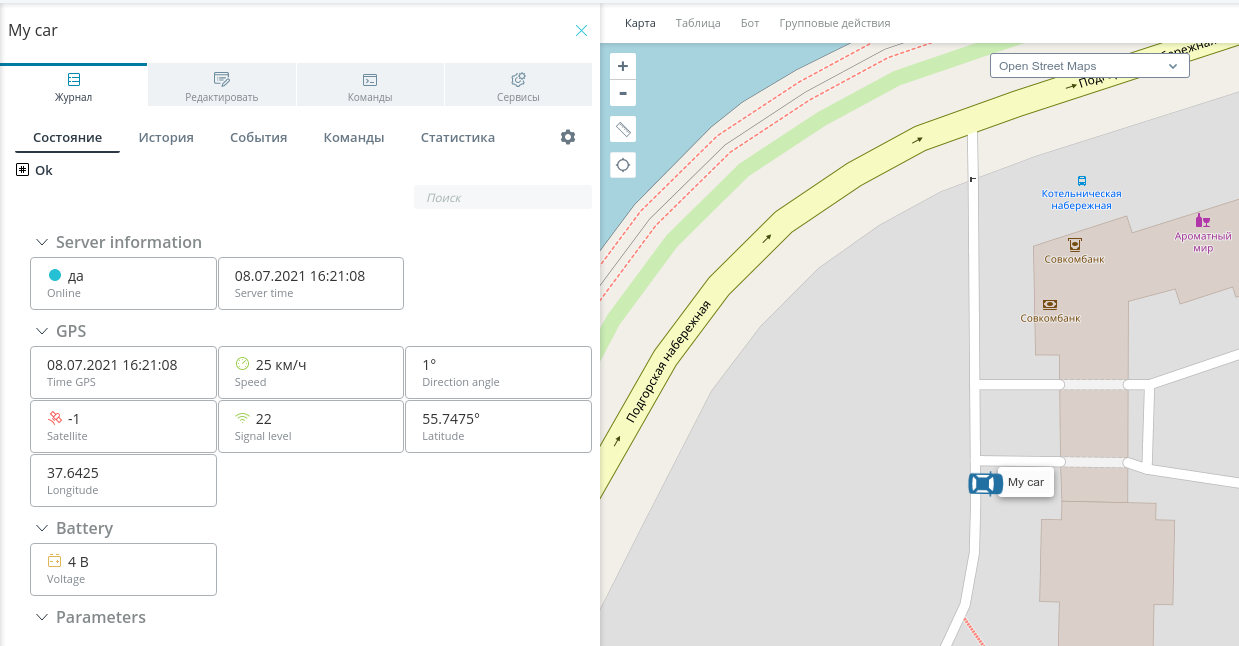 My car
Журнал
Редактировать
Команды
Сервисы
Состояние
История
События
Команды
Статистика
Ok
Поиск
Server information
да
Online
08.07.2021 16:21:08
Server time
GPS
08.07.2021 16:21:08
Time GPS
25 км/ч
Speed
1°
Direction angle
-1
Satellite
22
Signal level
55.7475°
Latitude
37.6425
Longitude
Battery
4 В
Voltage
Parameters
Карта
Таблица
Бот
Групповые действия
+
-
Open Street Maps
Котельническая
набережная
Ароматный
мир
Совкомбанк
Совкомбанк
Подгорская набережная
My car